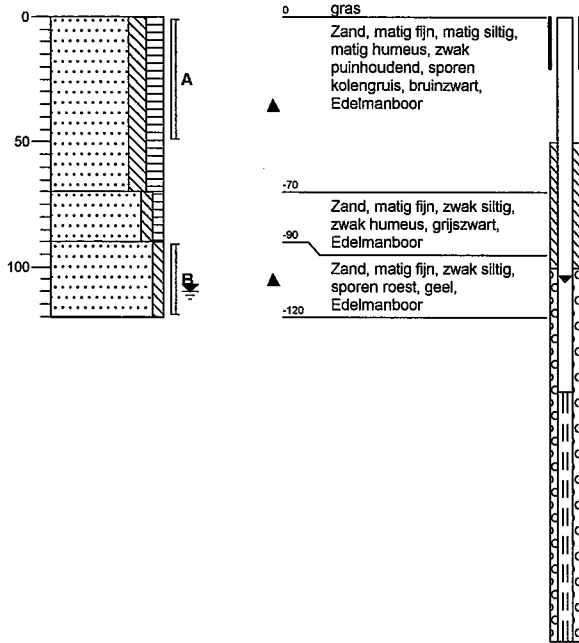 0
50
100
A
B
0
gras
Zand, matig fijn, matig siltig,
matig humeus, zwak
puinhoudend, sporen
kolengruis, bruinzwart,
Edelmanboor
-70
Zand, matig fijn, zwak siltig,
zwak humeus, grijszwart,
Edelmanboor
-90
Zand, matig fijn, zwak siltig,
sporen roest, geel,
Edelmanboor
-120